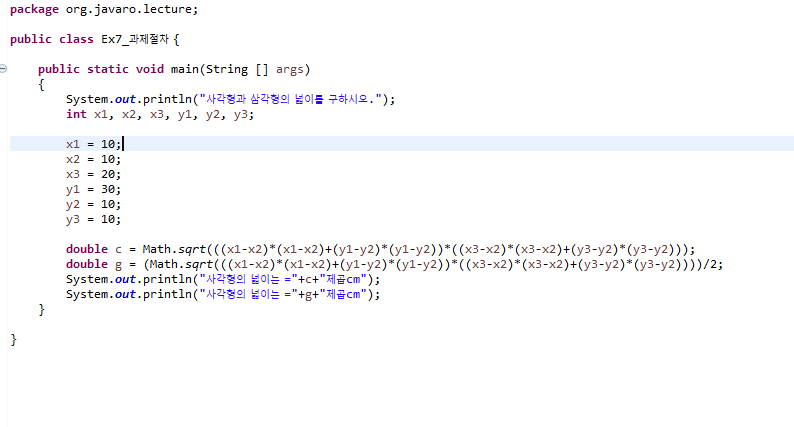 package org.javaro.lecture;
public class Ex7_과제절차 {
public static void main(String [] args)
{
System.out.println("사각형과 삼각형의 넓이를 구하시오.");
int x1, x2, x3, y1, y2, y3;
x1 = 10;
x2 = 10;
x3 = 20;
y1 = 30;
y2 = 10;
y3 = 10;
double c = Math.sqrt(((x1-x2)*(x1-x2)+(y1-y2)*(y1-y2))*((x3-x2)*(x3-x2)+(y3-y2)*(y3-y2)));
double g = (Math.sqrt(((x1-x2)*(x1-x2)+(y1-y2)*(y1-y2))*((x3-x2)*(x3-x2)+(y3-y2)*(y3-y2))))/2;
System.out.println("사각형의 넓이는 ="+c+"제곱cm");
System.out.println("사각형의 넓이는 ="+g+"제곱cm");
}
}